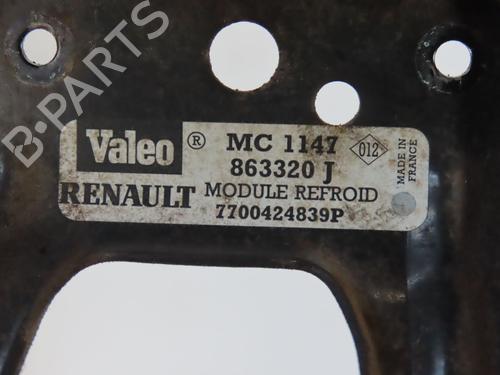 B-PARTS
Valeo ® MC 1147 012
863320 J
RENAULT MODULE REFROID
7700424839P
MADE IN
FRANCE